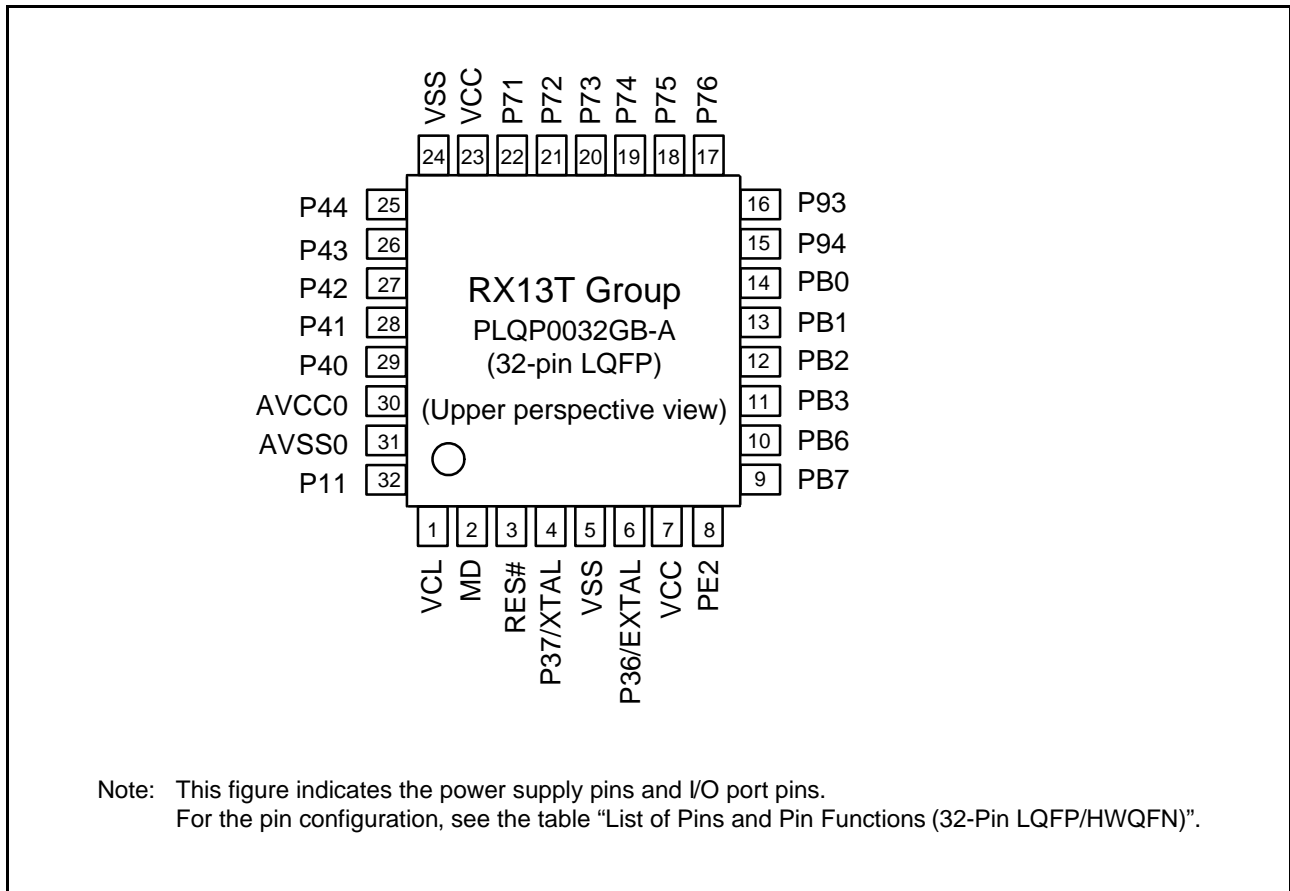 VSS VCC P71 P72 P73 P74 P75 P76
24 23 22 21 20 19 18 17
P44 25 16 P93
P43 26 15 P94
P42 27 14 PB0
P41 28 13 PB1
P40 29 12 PB2
AVCC0 30 11 PB3
AVSS0 31 10 PB6
P11 32 9 PB7
RX13T Group
PLQP0032GB-A
(32-pin LQFP)
(Upper perspective view)
1 2 3 4 5 6 7 8
VCL MD RES# P37/XTAL VSS P36/EXTAL VCC PE2
Note: This figure indicates the power supply pins and I/O port pins.
For the pin configuration, see the table “List of Pins and Pin Functions (32-Pin LQFP/HWQFN)”.